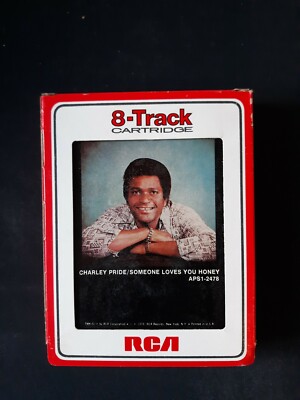 8-Track
CARTRIDGE
CHARLEY PRIDE/SOMEONE LOVES YOU HONEY
APS1-2478
RCA